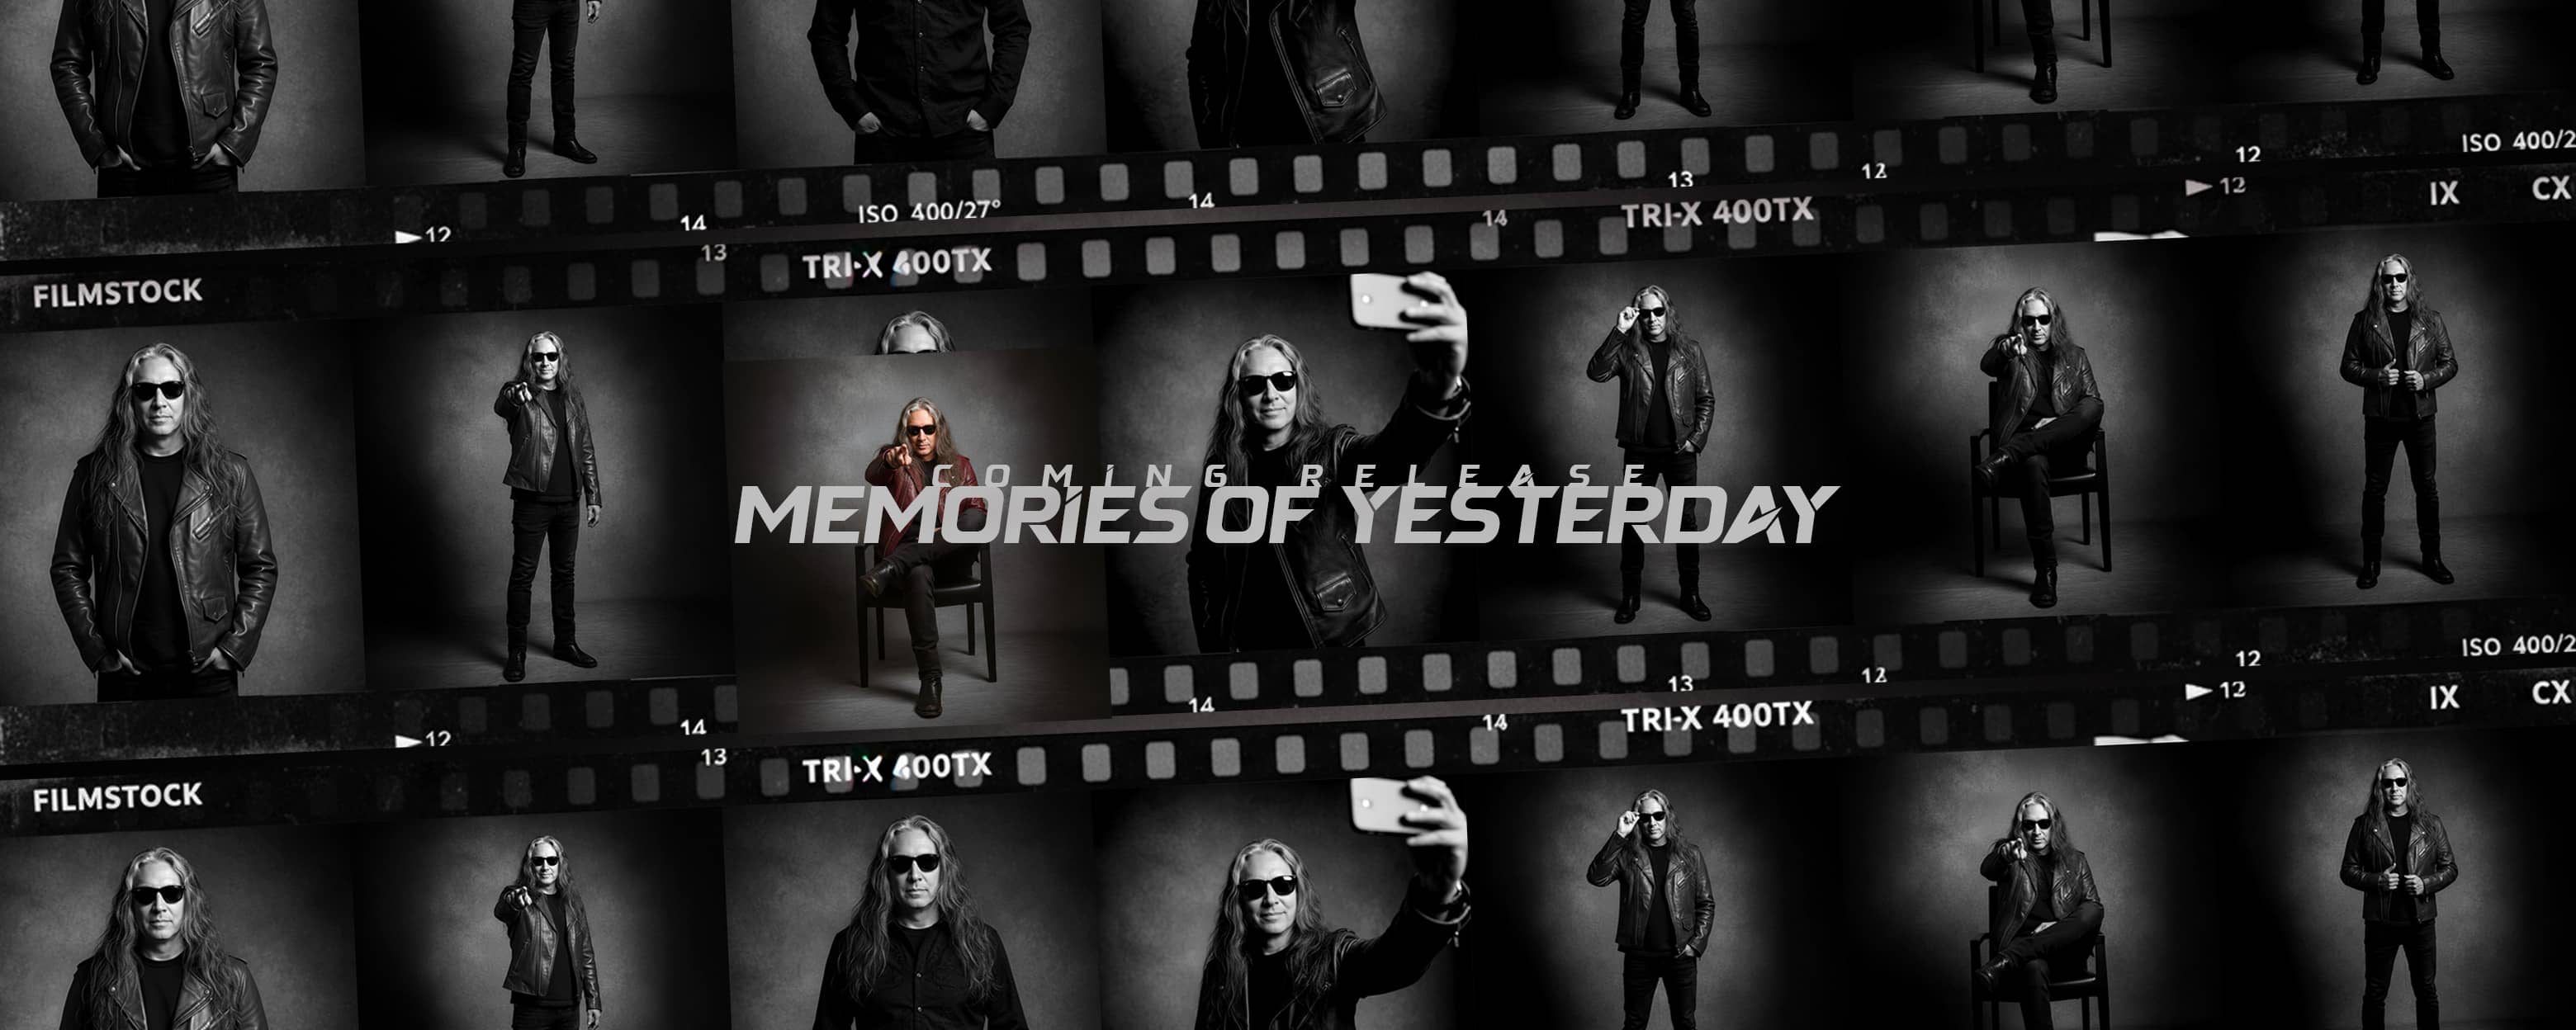 ISO 400/2
12
12
13
14
ISO 400/27°
14
▶12
▶12 IX CX
TRI-X 400TX
14
TRI-X 400TX
13
FILMSTOCK
COMING RELEASE
MEMORIES OF YESTERDAY
ISO 400/2
12
12
13
14
14
▶12
▶12 IX CX
TRI-X 400TX
14
TRI-X 400TX
13
FILMSTOCK